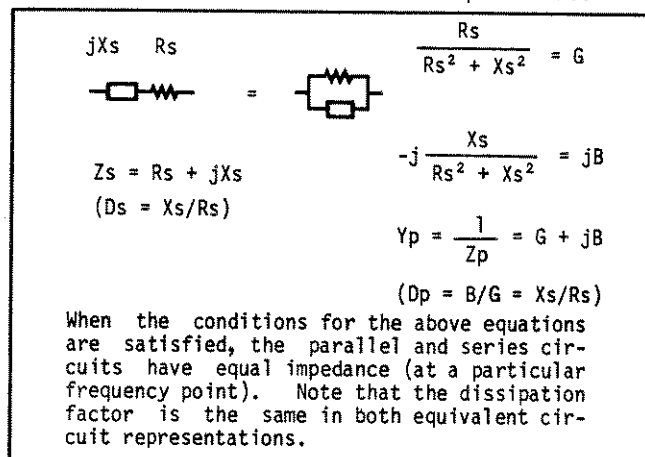 jXs Rs
=
Rs
Rs² + Xs² = G
Zs = Rs + jXs
(Ds = Xs/Rs)
-j Xs
Rs² + Xs² = jB
Yp = 1
Zp = G + jB
(Dp = B/G = Xs/Rs)
When the conditions for the above equations
are satisfied, the parallel and series cir-
cuits have equal impedance (at a particular
frequency point). Note that the dissipation
factor is the same in both equivalent cir-
cuit representations.